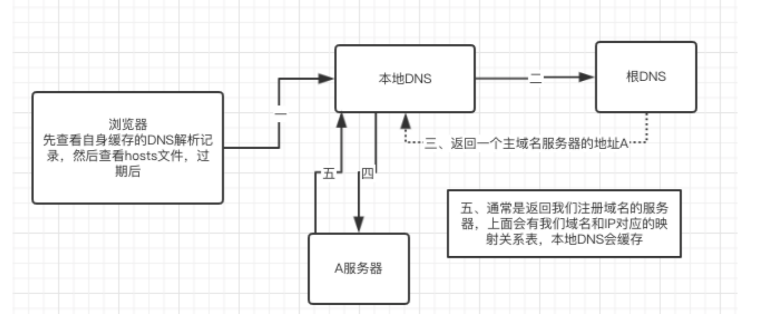 本地DNS
二
根DNS
一
浏览器
先查看自身缓存的DNS解析记
录，然后查看hosts文件，过
期后
三、返回一个主域名服务器的地址A
五
四
五、通常是返回我们注册域名的服务
器，上面会有我们域名和IP对应的映
射关系表，本地DNS会缓存
A服务器